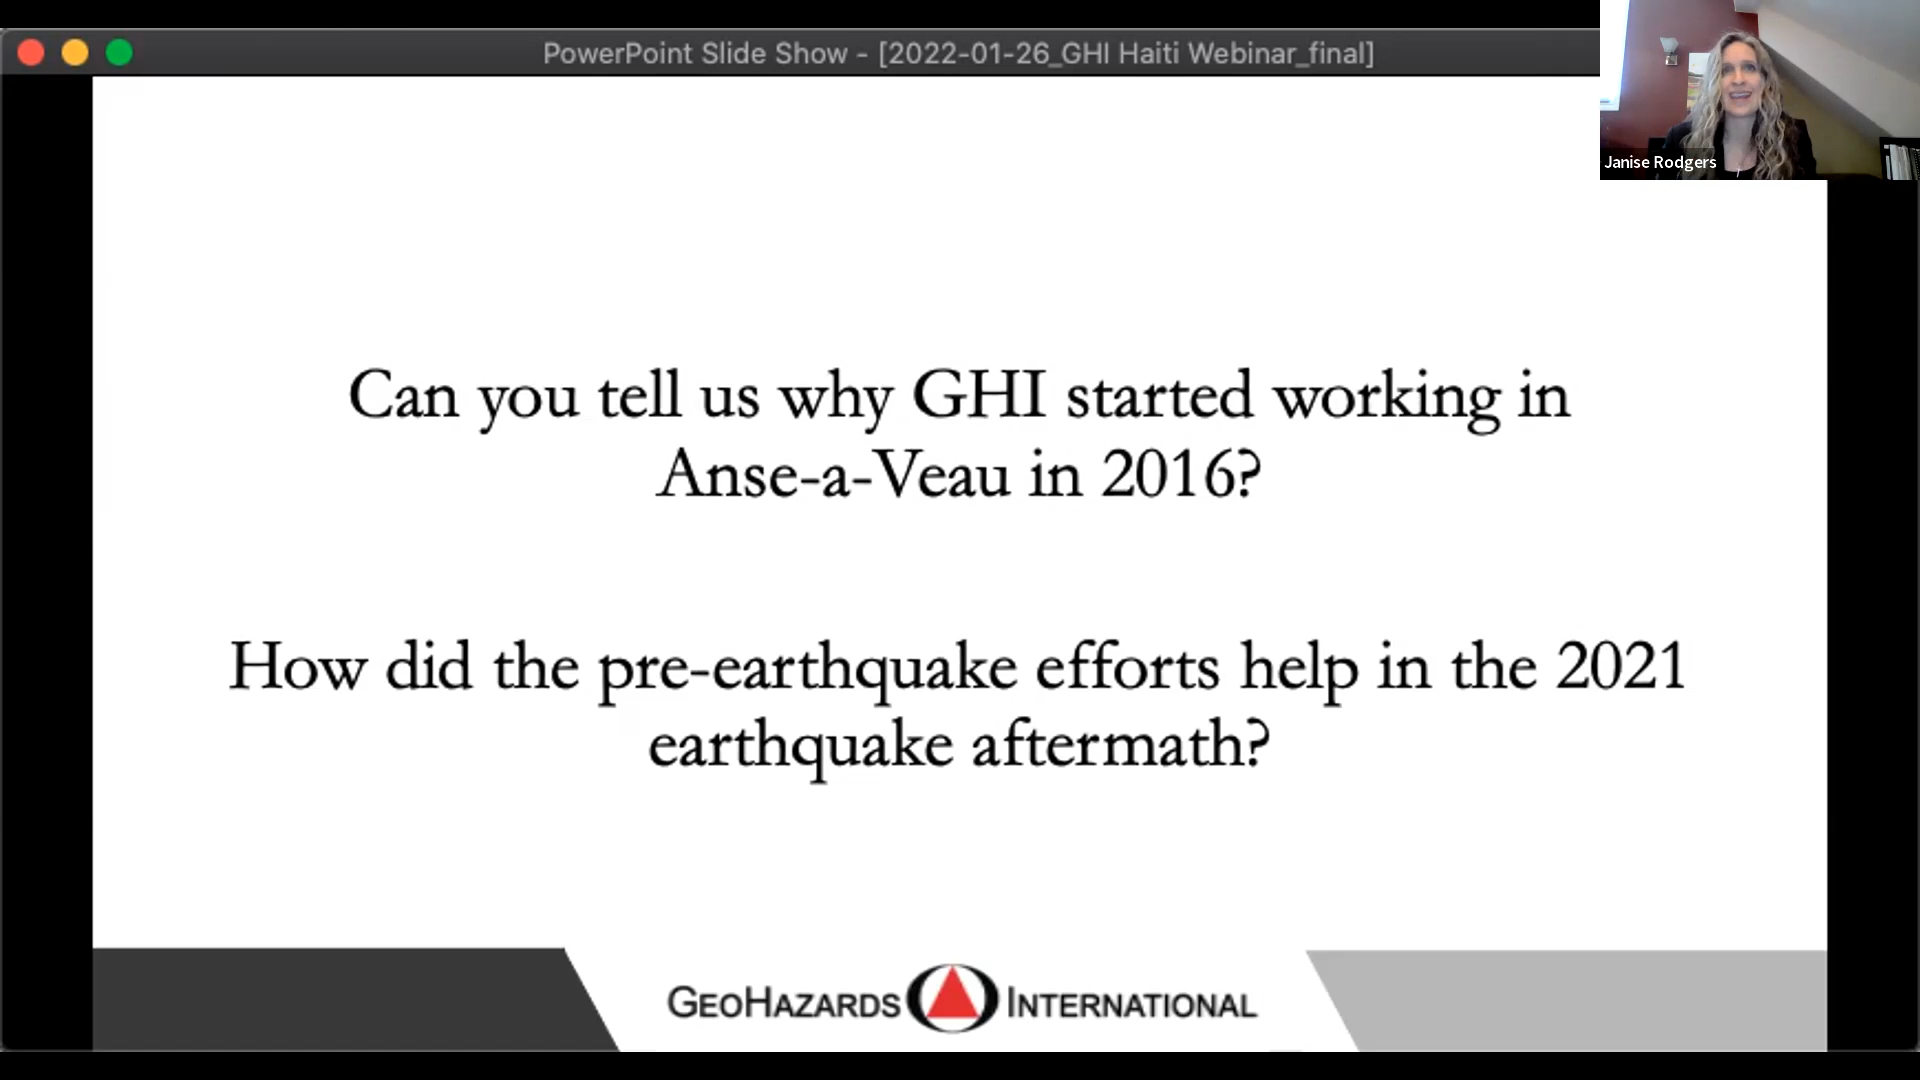 PowerPoint Slide Show - [2022-01-26_GHI Haiti Webinar_final]
Janise Rodgers
Can you tell us why GHI started working in
Anse-a-Veau in 2016?
How did the pre-earthquake efforts help in the 2021
earthquake aftermath?
GEOHAZARDS INTERNATIONAL